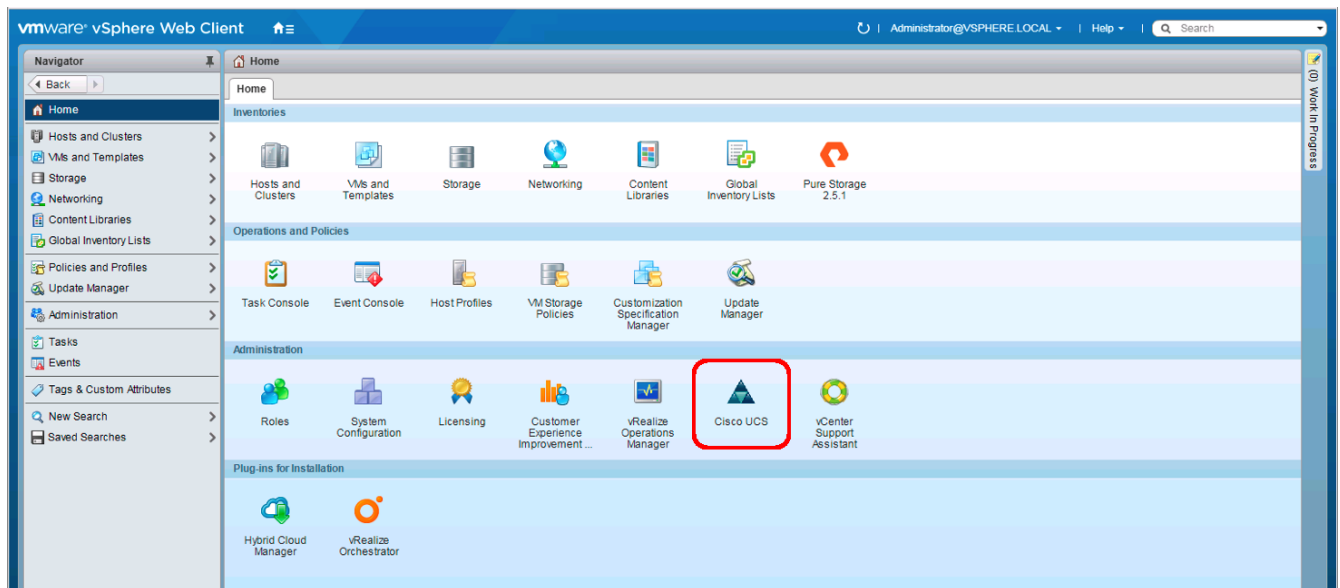 vmware® vSphere Web Client
Administrator@VSPHERE.LOCAL
Help
Search
Navigator
Back
Home
Hosts and Clusters
VMs and Templates
Storage
Networking
Content Libraries
Global Inventory Lists
Policies and Profiles
Update Manager
Administration
Tasks
Events
Tags & Custom Attributes
New Search
Saved Searches
Home
Home
Inventories
Hosts and
Clusters
VMs and
Templates
Storage
Networking
Content
Libraries
Global
Inventory Lists
Pure Storage
2.5.1
Operations and Policies
Task Console
Event Console
Host Profiles
VM Storage
Policies
Customization
Specification
Manager
Update
Manager
Administration
Roles
System
Configuration
Licensing
Customer
Experience
Improvement ...
vRealize
Operations
Manager
Cisco UCS
vCenter
Support
Assistant
Plug-ins for Installation
Hybrid Cloud
Manager
vRealize
Orchestrator
(0) Work In Progress